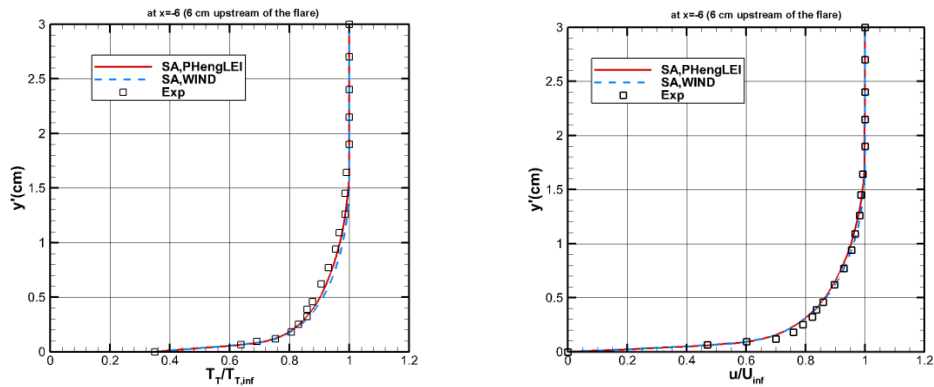 at x=-6 (6 cm upstream of the flare)
3
2.5
2
1.5
1
0.5
0
y'(cm)
SA,PHengLEI
SA,WIND
Exp
0 0.2 0.4 0.6 0.8 1 1.2
T_T/T_T,inf
at x=-6 (6 cm upstream of the flare)
3
2.5
2
1.5
1
0.5
0
y'(cm)
SA,PHengLEI
SA,WIND
Exp
0 0.2 0.4 0.6 0.8 1 1.2
u/U_inf